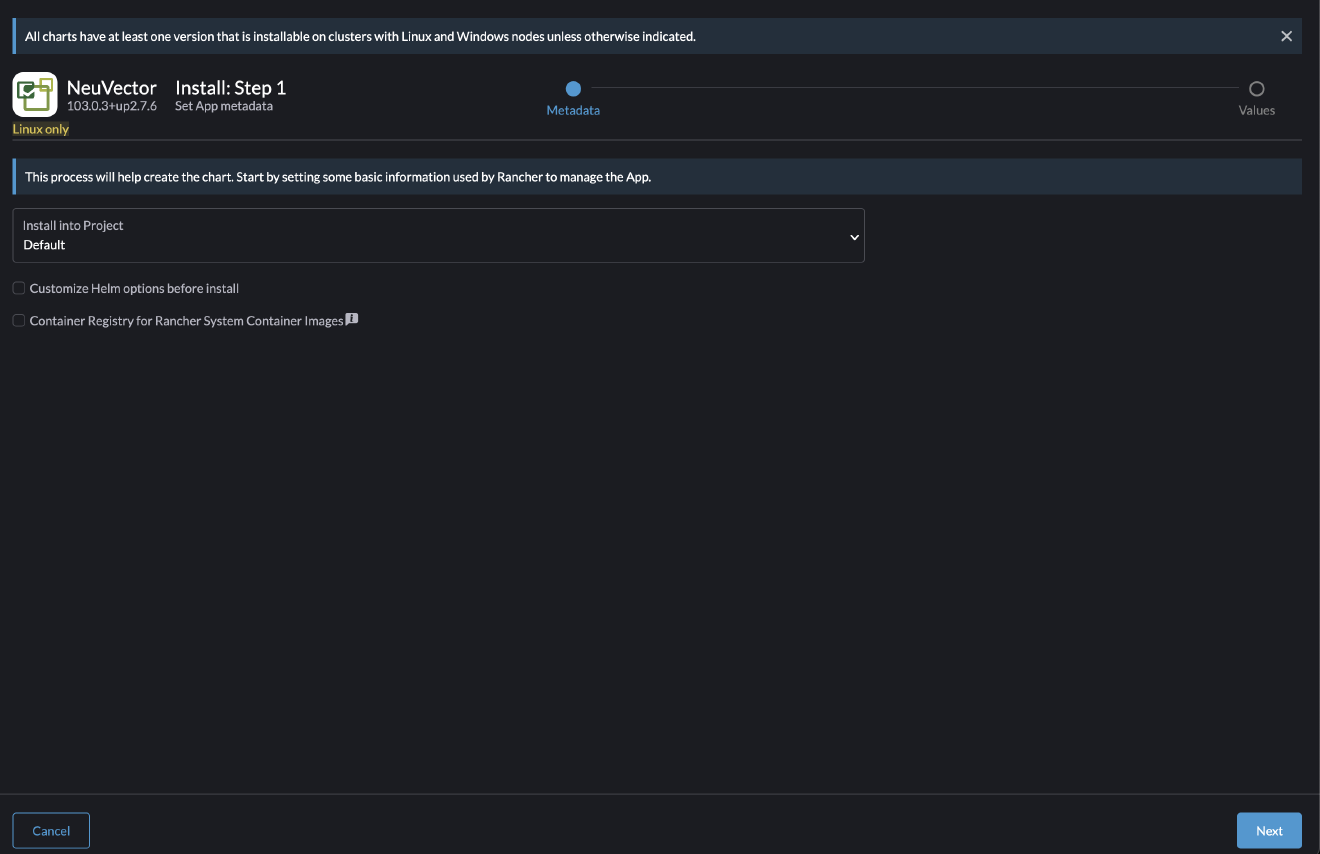 All charts have at least one version that is installable on clusters with Linux and Windows nodes unless otherwise indicated.
NeuVector
103.0.3+up2.7.6
Linux only
Install: Step 1
Set App metadata
Metadata
Values
This process will help create the chart. Start by setting some basic information used by Rancher to manage the App.
Install into Project
Default
Customize Helm options before install
Container Registry for Rancher System Container Images
Cancel
Next